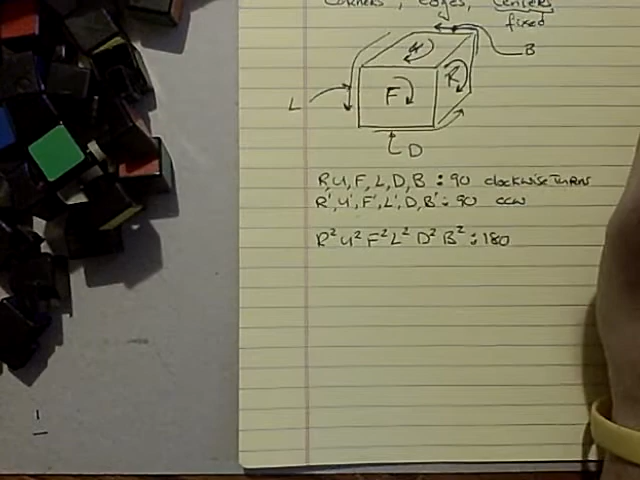 Corners, edges, centers
fixed
B
U
R
F
L
D
R,U,F,L,D,B : 90 clockwise turns
R',U',F',L',D,B' : 90 ccw
R² U² F² L² D² B² : 180